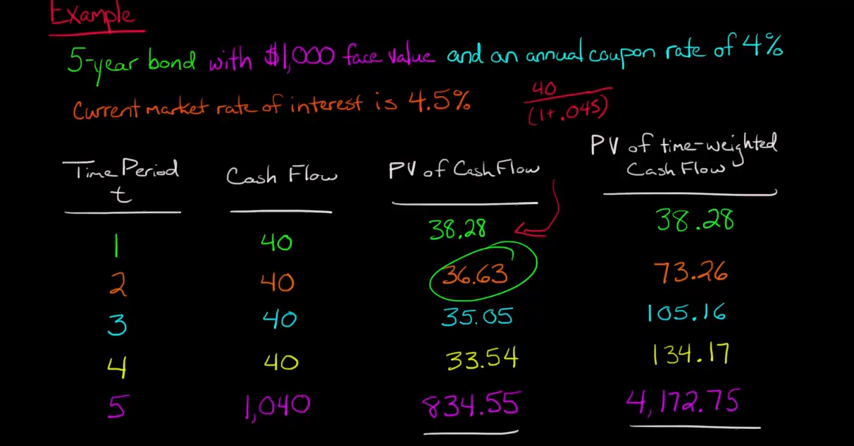 Example
5-year bond with $1,000 face value and an annual coupon rate of 4%
Current market rate of interest is 4.5%
40
(1+.045)
Time Period t
Cash Flow
PV of Cash Flow
PV of time-weighted Cash Flow
1 40 38.28 38.28
2 40 36.63 73.26
3 40 35.05 105.16
4 40 33.54 134.17
5 1,040 834.55 4,172.75